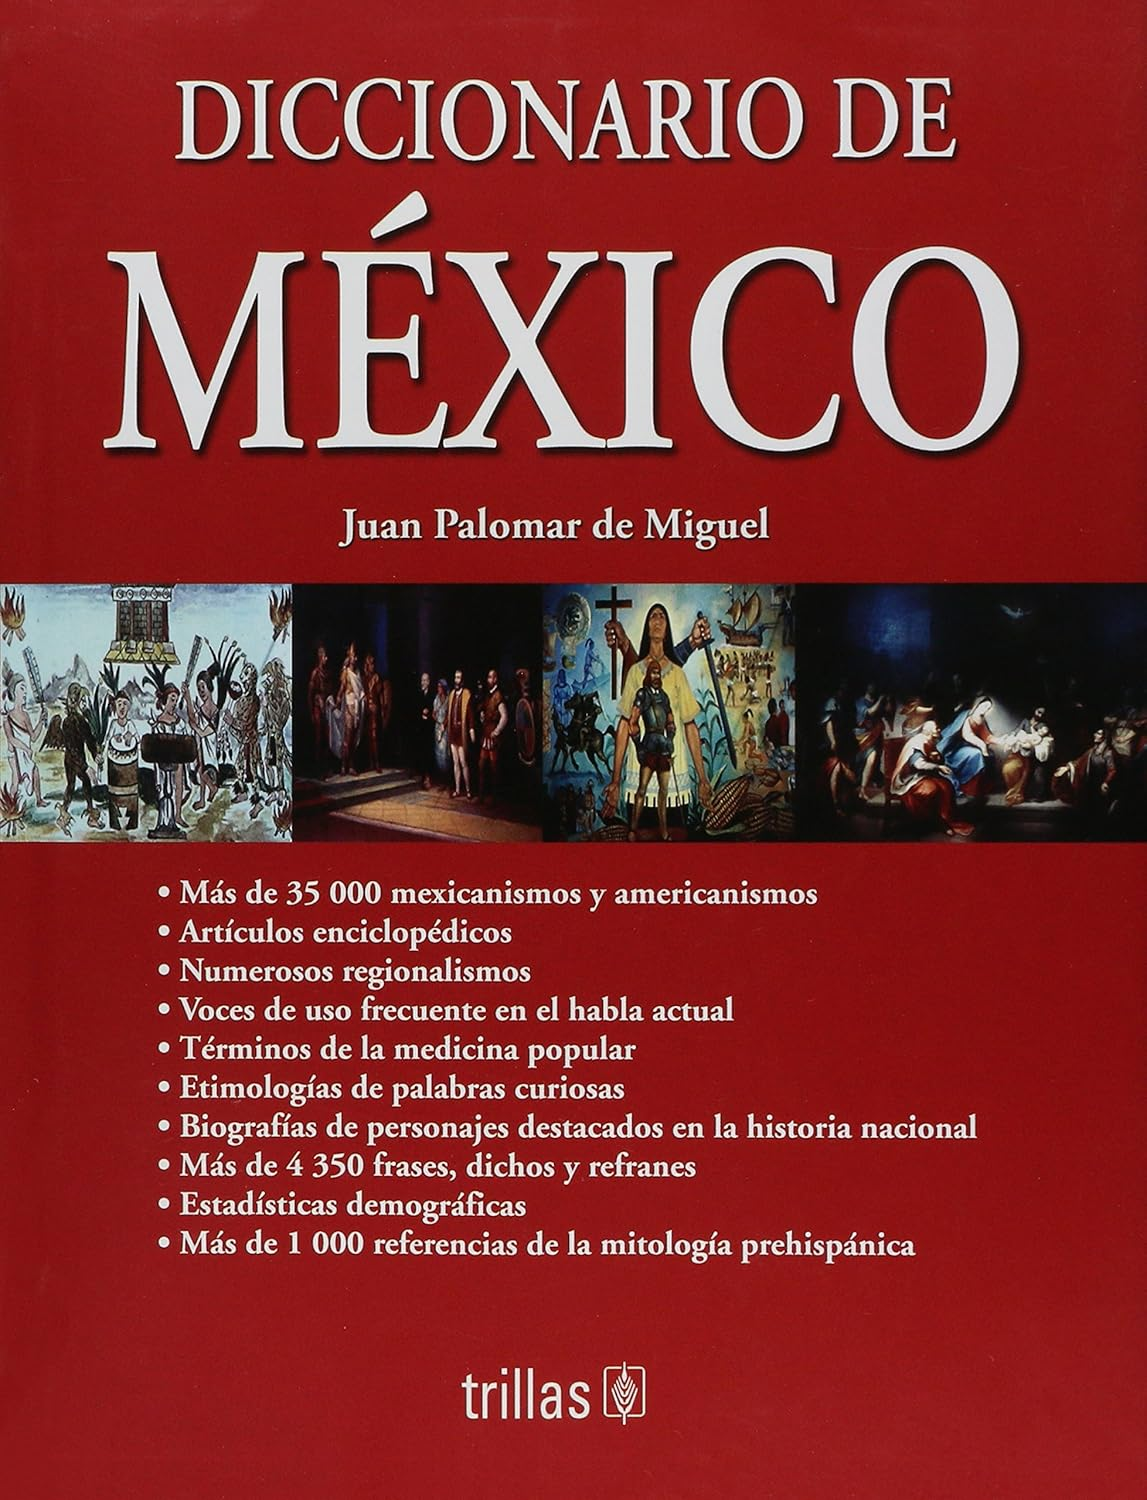 DICCIONARIO DE
MÉXICO
Juan Palomar de Miguel
• Más de 35 000 mexicanismos y americanismos
• Artículos enciclopédicos
• Numerosos regionalismos
• Voces de uso frecuente en el habla actual
• Términos de la medicina popular
• Etimologías de palabras curiosas
• Biografías de personajes destacados en la historia nacional
• Más de 4 350 frases, dichos y refranes
• Estadísticas demográficas
• Más de 1 000 referencias de la mitología prehispánica
trillas